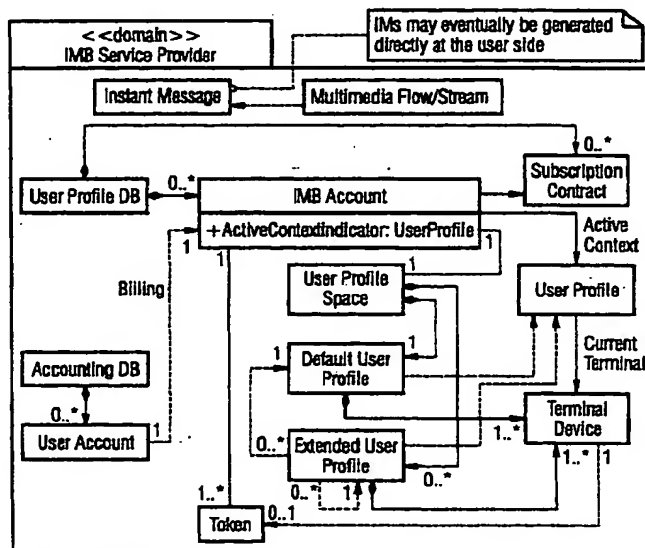 <<domain>>
IMB Service Provider
IMs may eventually be generated
directly at the user side
Instant Message
Multimedia Flow/Stream
0..*
User Profile DB
0..*
IMB Account
Subscription
Contract
+ActiveContextIndicator: UserProfile
Active
Context
1
1
1
Billing
1
User Profile
Space
User Profile
Accounting DB
1
1
Default User
Profile
Current
Terminal
0..*
User Account
1
0..*
Extended User
Profile
1..*
Terminal
Device
0..*
1
0..*
1..*
1
1..*
Token
0..1